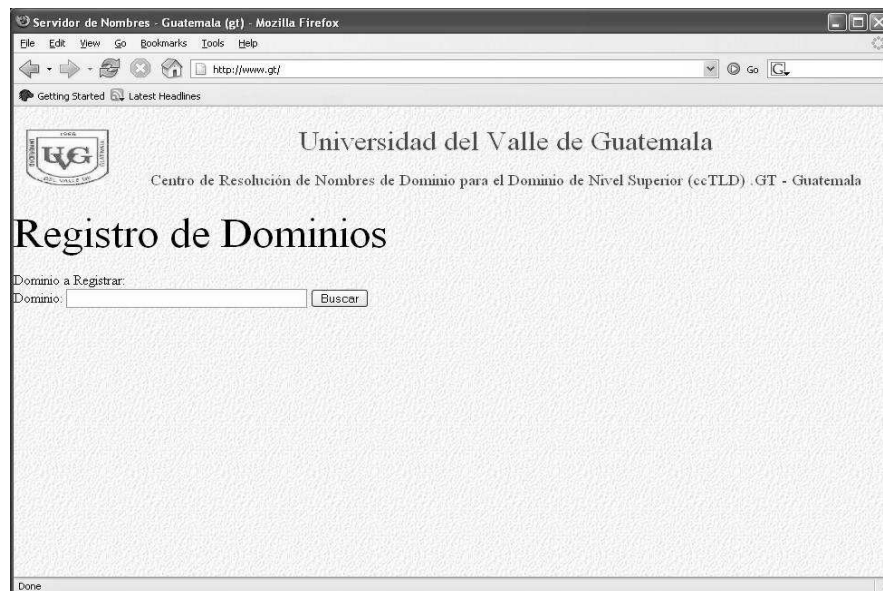 Servidor de Nombres - Guatemala (gt) - Mozilla Firefox
File Edit View Go Bookmarks Tools Help
http://www.gt/ Go G
Getting Started Latest Headlines
1966
UVG
Universidad del Valle de Guatemala
Centro de Resolución de Nombres de Dominio para el Dominio de Nivel Superior (ccTLD) .GT - Guatemala
Registro de Dominios
Dominio a Registrar:
Dominio: Buscar
Done